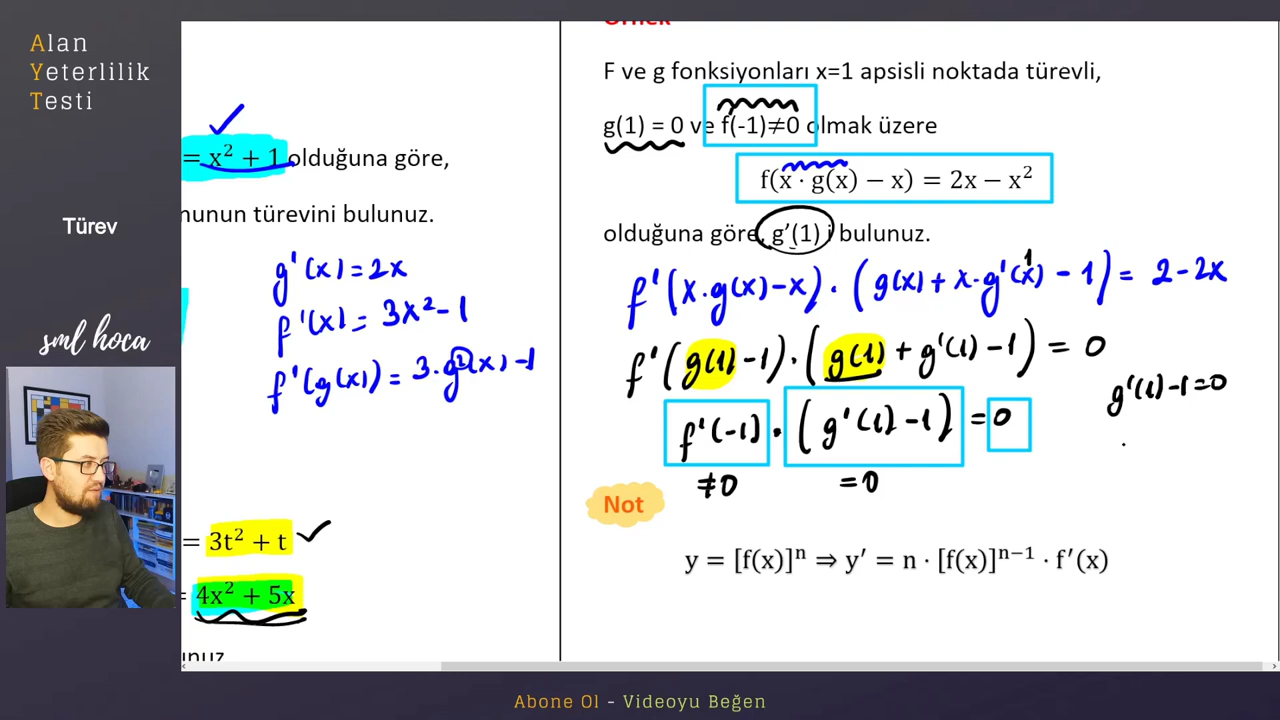 Alan
Yeterlilik
Testi
Türev
sml hoca
= x² + 1 olduğuna göre,
nunun türevini bulunuz.
g'(x) = 2x
f'(x) = 3x² - 1
f'(g(x)) = 3·g²(x) - 1
= 3t² + t
= 4x² + 5x
unuz
Örnek
F ve g fonksiyonları x=1 apsisli noktada türevli,
g(1) = 0 ve f(-1)≠0 olmak üzere
f(x · g(x) − x) = 2x − x²
olduğuna göre, g'(1) i bulunuz.
1
f'(x·g(x)-x)·(g(x)+x·g'(x)-1) = 2-2x
f'(g(1)-1)·(g(1)+g'(1)-1) = 0
g'(1)-1=0
f'(-1)·(g'(1)-1) = 0
≠0 =0
Not
y = [f(x)]ⁿ ⇒ y′ = n · [f(x)]ⁿ⁻¹ · f′(x)
Abone Ol - Videoyu Beğen